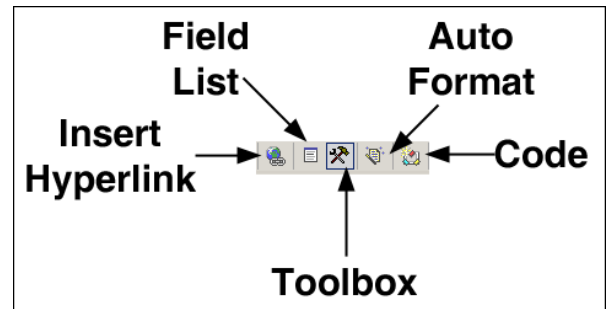 Field
List
Auto
Format
Insert
Hyperlink
Code
Toolbox